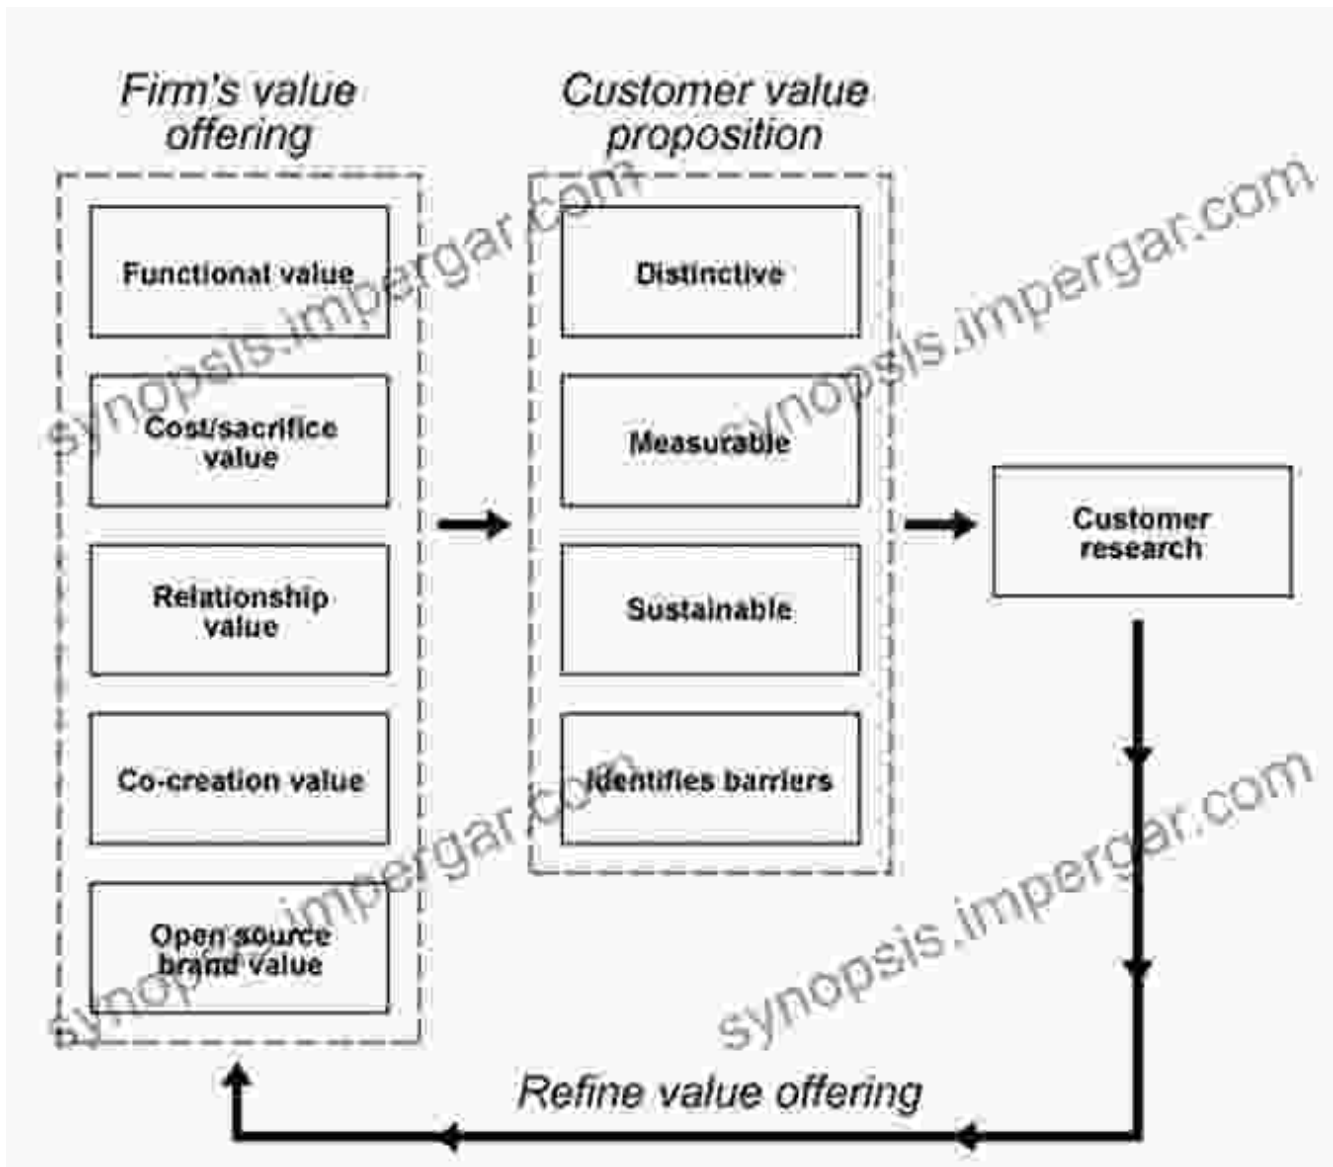 Firm's value
offering
Customer value
proposition
Functional value
Cost/sacrifice
value
Relationship
value
Co-creation value
Open source
brand value
Distinctive
Measurable
Sustainable
Identifies barriers
Customer
research
Refine value offering
synopsis.impergar.com
synopsis.impergar.com
synopsis.impergar.com
synopsis.impergar.com